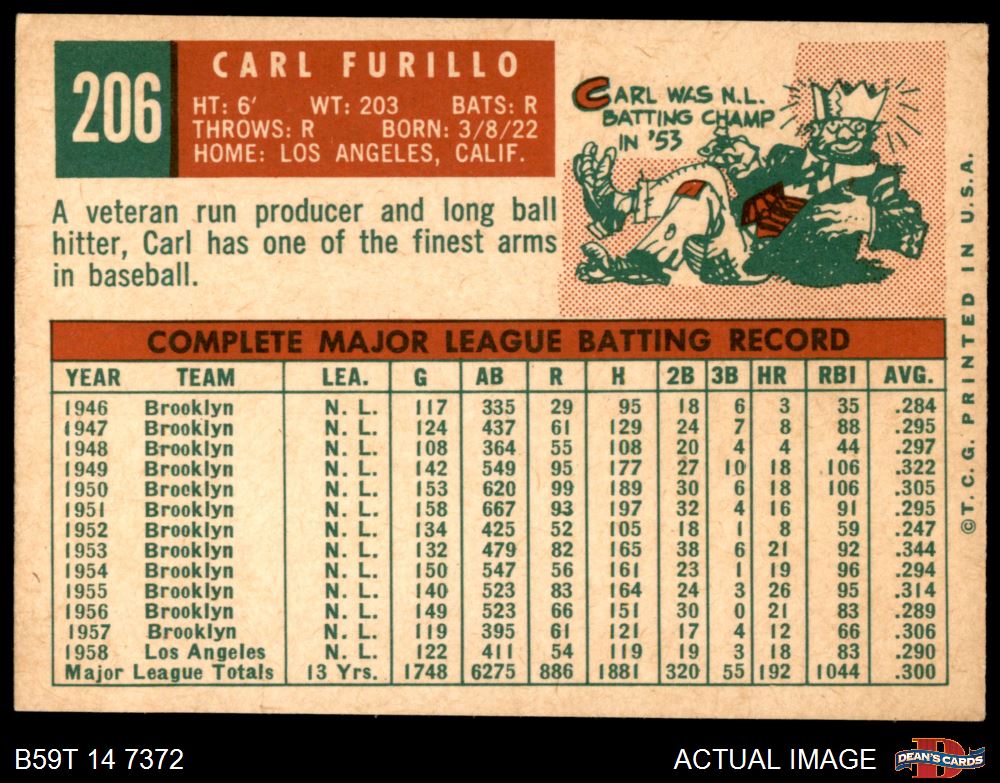 206
CARL FURILLO
HT: 6' WT: 203 BATS: R
THROWS: R BORN: 3/8/22
HOME: LOS ANGELES, CALIF.
CARL WAS N.L.
BATTING CHAMP
IN '53
A veteran run producer and long ball
hitter, Carl has one of the finest arms
in baseball.
COMPLETE MAJOR LEAGUE BATTING RECORD
YEAR TEAM LEA. G AB R H 2B 3B HR RBI AVG.
1946 Brooklyn N. L. 117 335 29 95 18 6 3 35 .284
1947 Brooklyn N. L. 124 437 61 129 24 7 8 88 .295
1948 Brooklyn N. L. 108 364 55 108 20 4 4 44 .297
1949 Brooklyn N. L. 142 549 95 177 27 10 18 106 .322
1950 Brooklyn N. L. 153 620 99 189 30 6 18 106 .305
1951 Brooklyn N. L. 158 667 93 197 32 4 16 91 .295
1952 Brooklyn N. L. 134 425 52 105 18 1 8 59 .247
1953 Brooklyn N. L. 132 479 82 165 38 6 21 92 .344
1954 Brooklyn N. L. 150 547 56 161 23 1 19 96 .294
1955 Brooklyn N. L. 140 523 83 164 24 3 26 95 .314
1956 Brooklyn N. L. 149 523 66 151 30 0 21 83 .289
1957 Brooklyn N. L. 119 395 61 121 17 4 12 66 .306
1958 Los Angeles N. L. 122 411 54 119 19 3 18 83 .290
Major League Totals 13 Yrs. 1748 6275 886 1881 320 55 192 1044 .300
©T. C. G. PRINTED IN U.S.A.
B59T 14 7372
ACTUAL IMAGE
DEAN'S CARDS